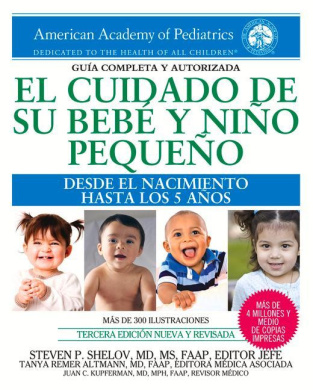 American Academy of Pediatrics
DEDICATED TO THE HEALTH OF ALL CHILDREN®
GUÍA COMPLETA Y AUTORIZADA
EL CUIDADO DE
SU BEBÉ Y NIÑO
PEQUEÑO
DESDE EL NACIMIENTO
HASTA LOS 5 AÑOS
MÁS DE
4 MILLONES Y
MEDIO
DE COPIAS
IMPRESAS
MÁS DE 300 ILUSTRACIONES
TERCERA EDICIÓN NUEVA Y REVISADA
STEVEN P. SHELOV, MD, MS, FAAP, EDITOR JEFE
TANYA REMER ALTMANN, MD, FAAP, EDITORA MÉDICA ASOCIADA
JUAN C. KUPFERMAN, MD, MPH, FAAP, REVISOR MÉDICO